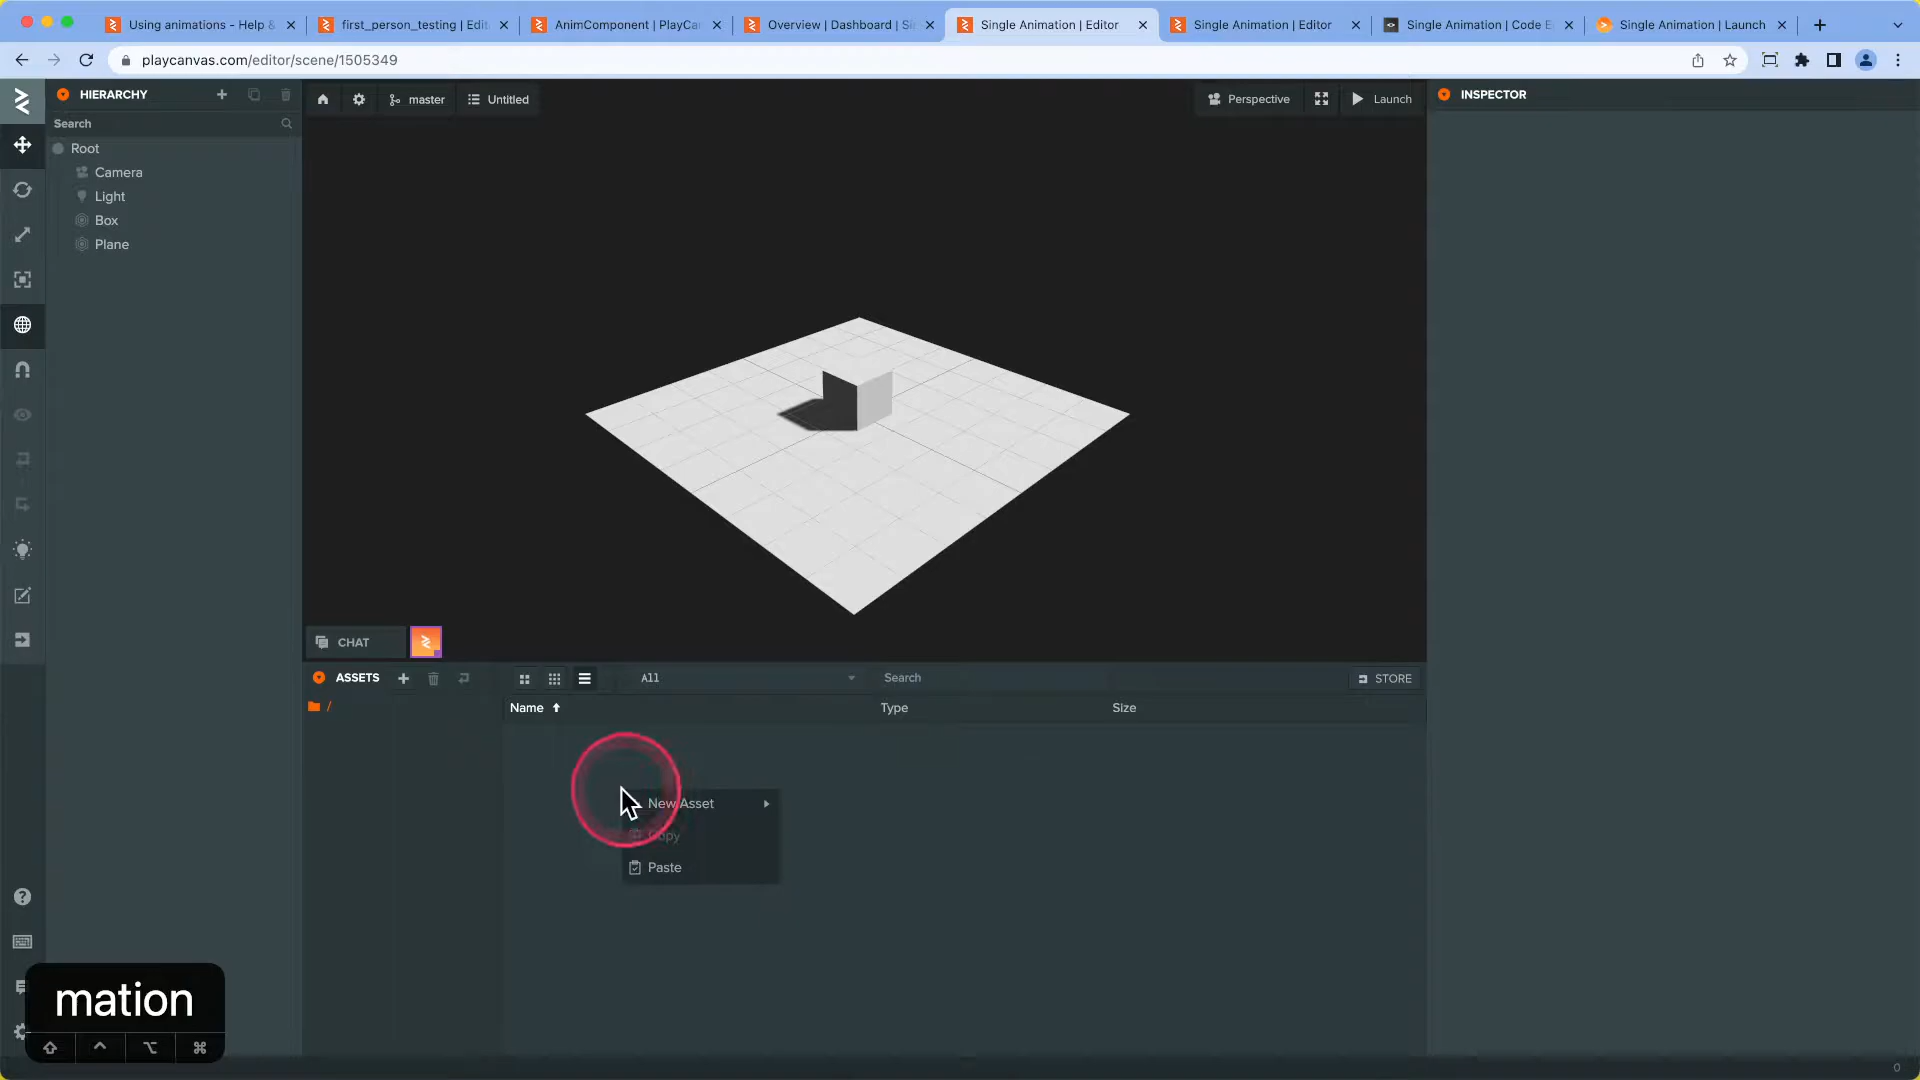 Using animations - Help &
first_person_testing | Edit
AnimComponent | PlayCa
Overview | Dashboard | Si
Single Animation | Editor
Single Animation | Editor
Single Animation | Code E
Single Animation | Launch
playcanvas.com/editor/scene/1505349
HIERARCHY
Search
Root
Camera
Light
Box
Plane
master
Untitled
Perspective
Launch
INSPECTOR
CHAT
ASSETS
All
Search
STORE
/
Name
Type
Size
New Asset
Copy
Paste
mation
0